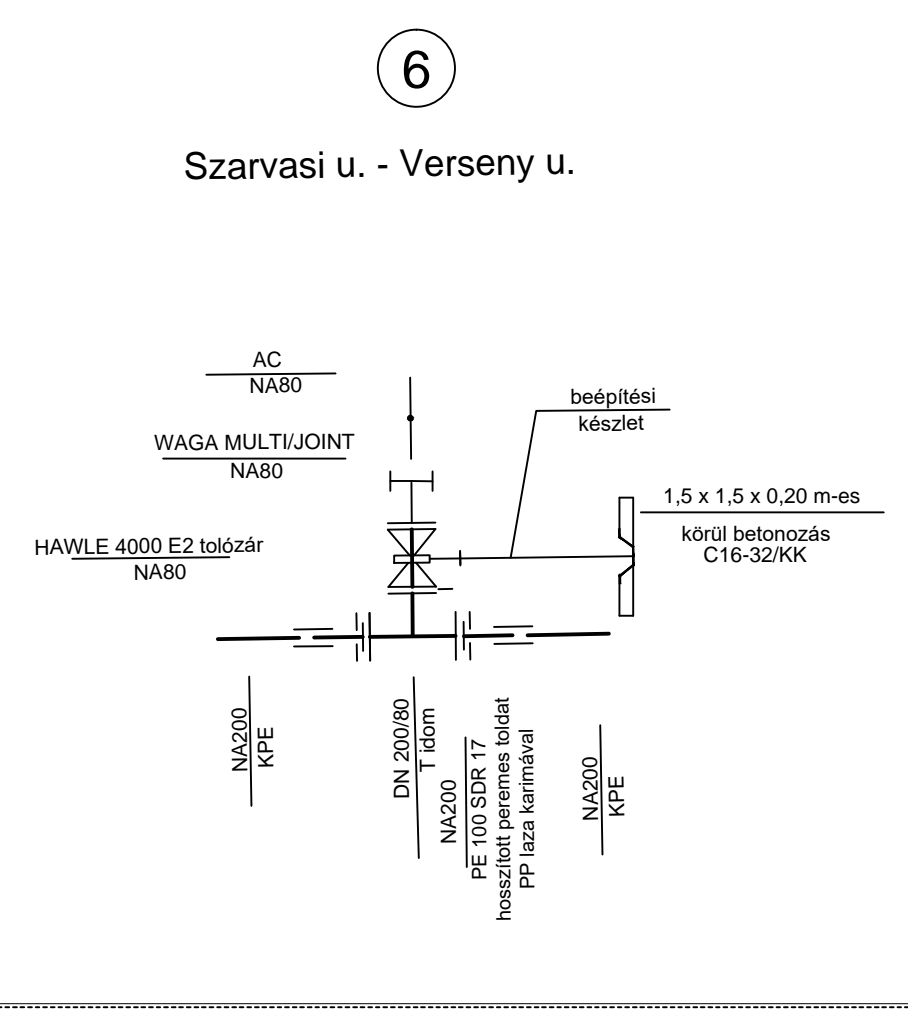 6
Szarvasi u. - Verseny u.
AC
NA80
WAGA MULTI/JOINT
NA80
HAWLE 4000 E2 tolózár
NA80
beépítési
készlet
1,5 x 1,5 x 0,20 m-es
körül betonozás
C16-32/KK
NA200
KPE
DN 200/80
T idom
NA200
PE 100 SDR 17
hosszított peremes toldat
PP laza karimával
NA200
KPE